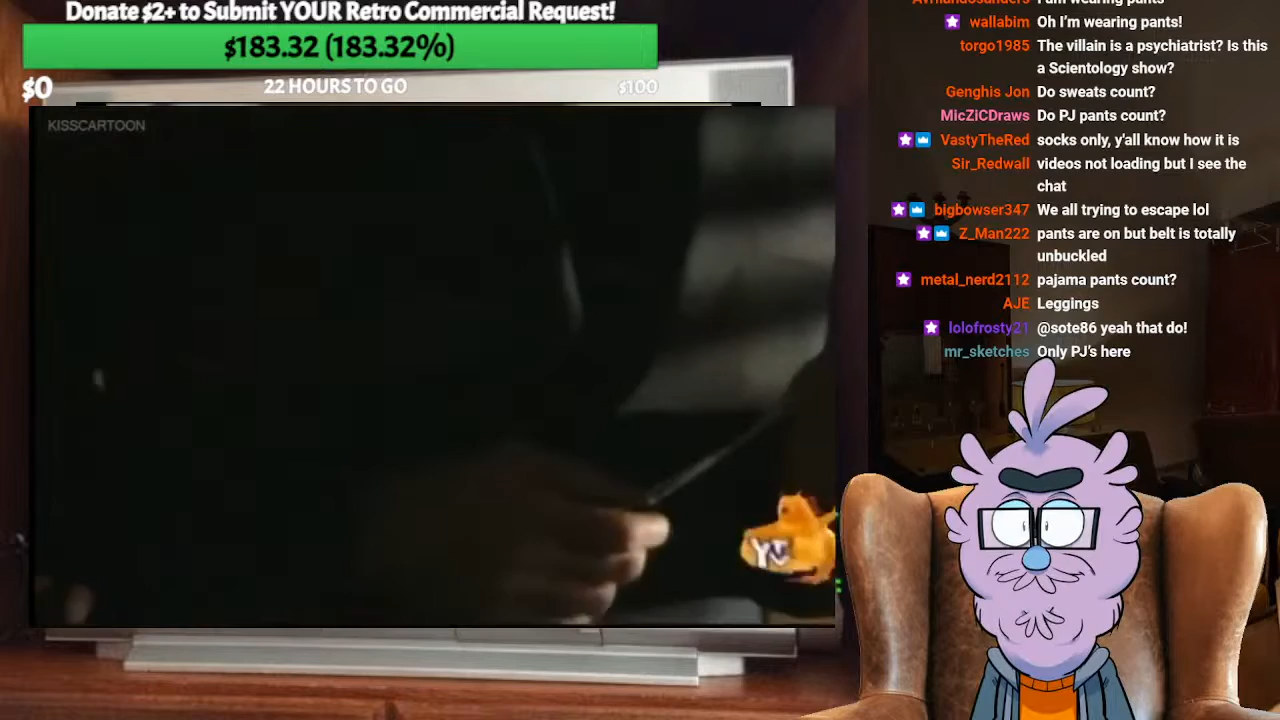 Donate $2+ to Submit YOUR Retro Commercial Request!
$183.32 (183.32%)
$0
22 HOURS TO GO
$100
KISSCARTOON
I am wearing pants
wallabim Oh I'm wearing pants!
torgo1985 The villain is a psychiatrist? Is this
a Scientology show?
Genghis Jon Do sweats count?
MicZiCDraws Do PJ pants count?
VastyTheRed socks only, y'all know how it is
Sir_Redwall videos not loading but I see the
chat
bigbowser347 We all trying to escape lol
Z_Man222 pants are on but belt is totally
unbuckled
metal_nerd2112 pajama pants count?
AJE Leggings
lolofrosty21 @sote86 yeah that do!
mr_sketches Only PJ's here